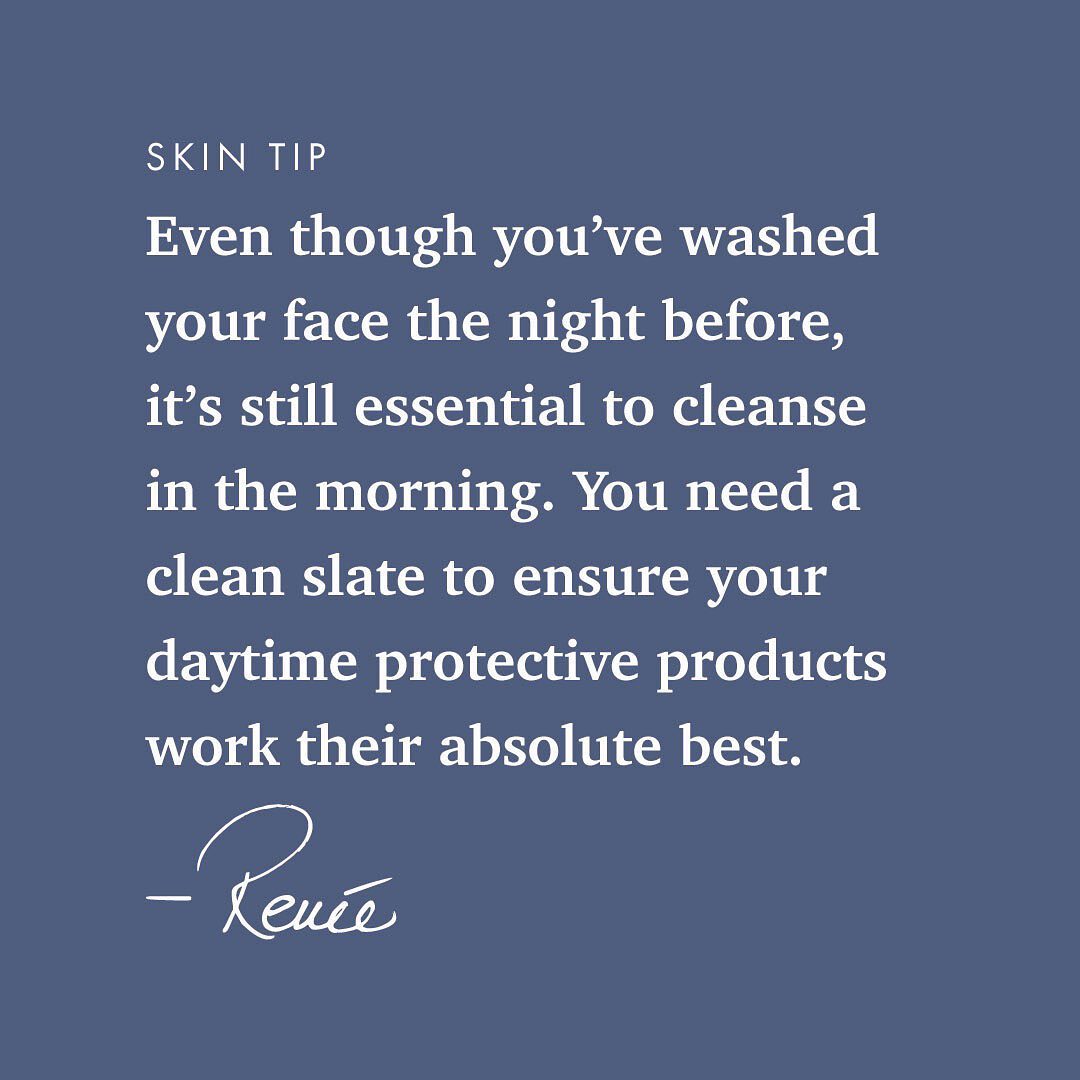 SKIN TIP
Even though you’ve washed
your face the night before,
it’s still essential to cleanse
in the morning. You need a
clean slate to ensure your
daytime protective products
work their absolute best.
— Renée